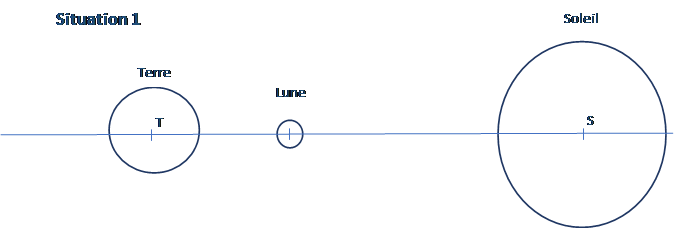 Situation 1
Soleil
Terre
Lune
T
S